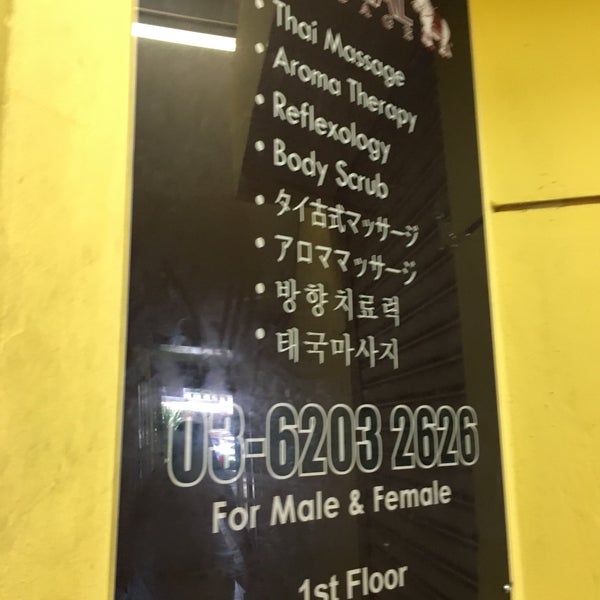 • Thai Massage
• Aroma Therapy
• Reflexology
• Body Scrub
• タイ古式マッサージ
• アロママッサージ
• 방향치료력
• 태국마사지
03-6203 2626
For Male & Female
1st Floor